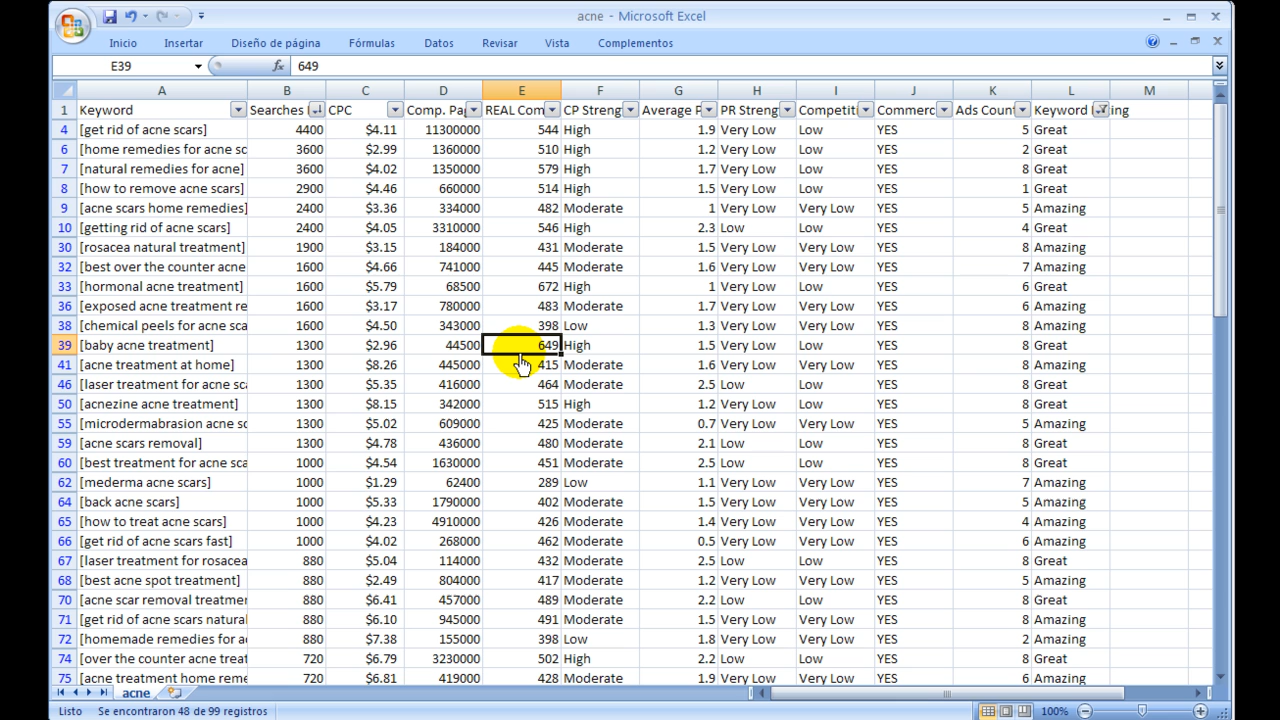 acne - Microsoft Excel
Inicio Insertar Diseño de página Fórmulas Datos Revisar Vista Complementos
E39 fx 649
A B C D E F G H I J K L M
1 Keyword Searches CPC Comp. Pag REAL Com CP Streng Average P PR Streng Competiti Commerc Ads Coun Keyword ing
4 [get rid of acne scars] 4400 $4.11 11300000 544 High 1.9 Very Low Low YES 5 Great
6 [home remedies for acne sc 3600 $2.99 1360000 510 High 1.2 Very Low Low YES 2 Great
7 [natural remedies for acne] 3600 $4.02 1350000 579 High 1.7 Very Low Low YES 8 Great
8 [how to remove acne scars] 2900 $4.46 660000 514 High 1.5 Very Low Low YES 1 Great
9 [acne scars home remedies] 2400 $3.36 334000 482 Moderate 1 Very Low Very Low YES 5 Amazing
10 [getting rid of acne scars] 2400 $4.05 3310000 546 High 2.3 Low Low YES 4 Great
30 [rosacea natural treatment] 1900 $3.15 184000 431 Moderate 1.5 Very Low Very Low YES 8 Amazing
32 [best over the counter acne 1600 $4.66 741000 445 Moderate 1.6 Very Low Very Low YES 7 Amazing
33 [hormonal acne treatment] 1600 $5.79 68500 672 High 1 Very Low Low YES 6 Great
36 [exposed acne treatment re 1600 $3.17 780000 483 Moderate 1.7 Very Low Very Low YES 6 Amazing
38 [chemical peels for acne sca 1600 $4.50 343000 398 Low 1.3 Very Low Very Low YES 8 Amazing
39 [baby acne treatment] 1300 $2.96 44500 649 High 1.5 Very Low Low YES 8 Great
41 [acne treatment at home] 1300 $8.26 445000 415 Moderate 1.6 Very Low Very Low YES 8 Amazing
46 [laser treatment for acne sc 1300 $5.35 416000 464 Moderate 2.5 Low Low YES 8 Great
50 [acnezine acne treatment] 1300 $8.15 342000 515 High 1.2 Very Low Low YES 8 Great
55 [microdermabrasion acne sc 1300 $5.02 609000 425 Moderate 0.7 Very Low Very Low YES 5 Amazing
59 [acne scars removal] 1300 $4.78 436000 480 Moderate 2.1 Low Low YES 8 Great
60 [best treatment for acne sca 1000 $4.54 1630000 451 Moderate 2.5 Low Low YES 8 Great
62 [mederma acne scars] 1000 $1.29 62400 289 Low 1.1 Very Low Very Low YES 7 Amazing
64 [back acne scars] 1000 $5.33 1790000 402 Moderate 1.5 Very Low Very Low YES 5 Amazing
65 [how to treat acne scars] 1000 $4.23 4910000 426 Moderate 1.4 Very Low Very Low YES 4 Amazing
66 [get rid of acne scars fast] 1000 $4.02 268000 462 Moderate 0.5 Very Low Very Low YES 6 Amazing
67 [laser treatment for rosacea 880 $5.04 114000 428 Moderate 2.5 Low Low YES 8 Great
68 [best acne spot treatment] 880 $2.49 804000 417 Moderate 1.2 Very Low Very Low YES 5 Amazing
70 [acne scar removal treatmer 880 $6.41 457000 489 Moderate 2.2 Low Low YES 8 Great
71 [get rid of acne scars natural 880 $6.10 945000 491 Moderate 1.5 Very Low Very Low YES 8 Amazing
72 [homemade remedies for a 880 $7.38 155000 398 Low 1.8 Very Low Very Low YES 2 Amazing
74 [over the counter acne treat 720 $6.79 3230000 502 High 2.2 Low Low YES 8 Great
75 [acne treatment home reme 720 $6.81 419000 428 Moderate 1.9 Very Low Very Low YES 6 Amazing
acne
Listo Se encontraron 48 de 99 registros 100%